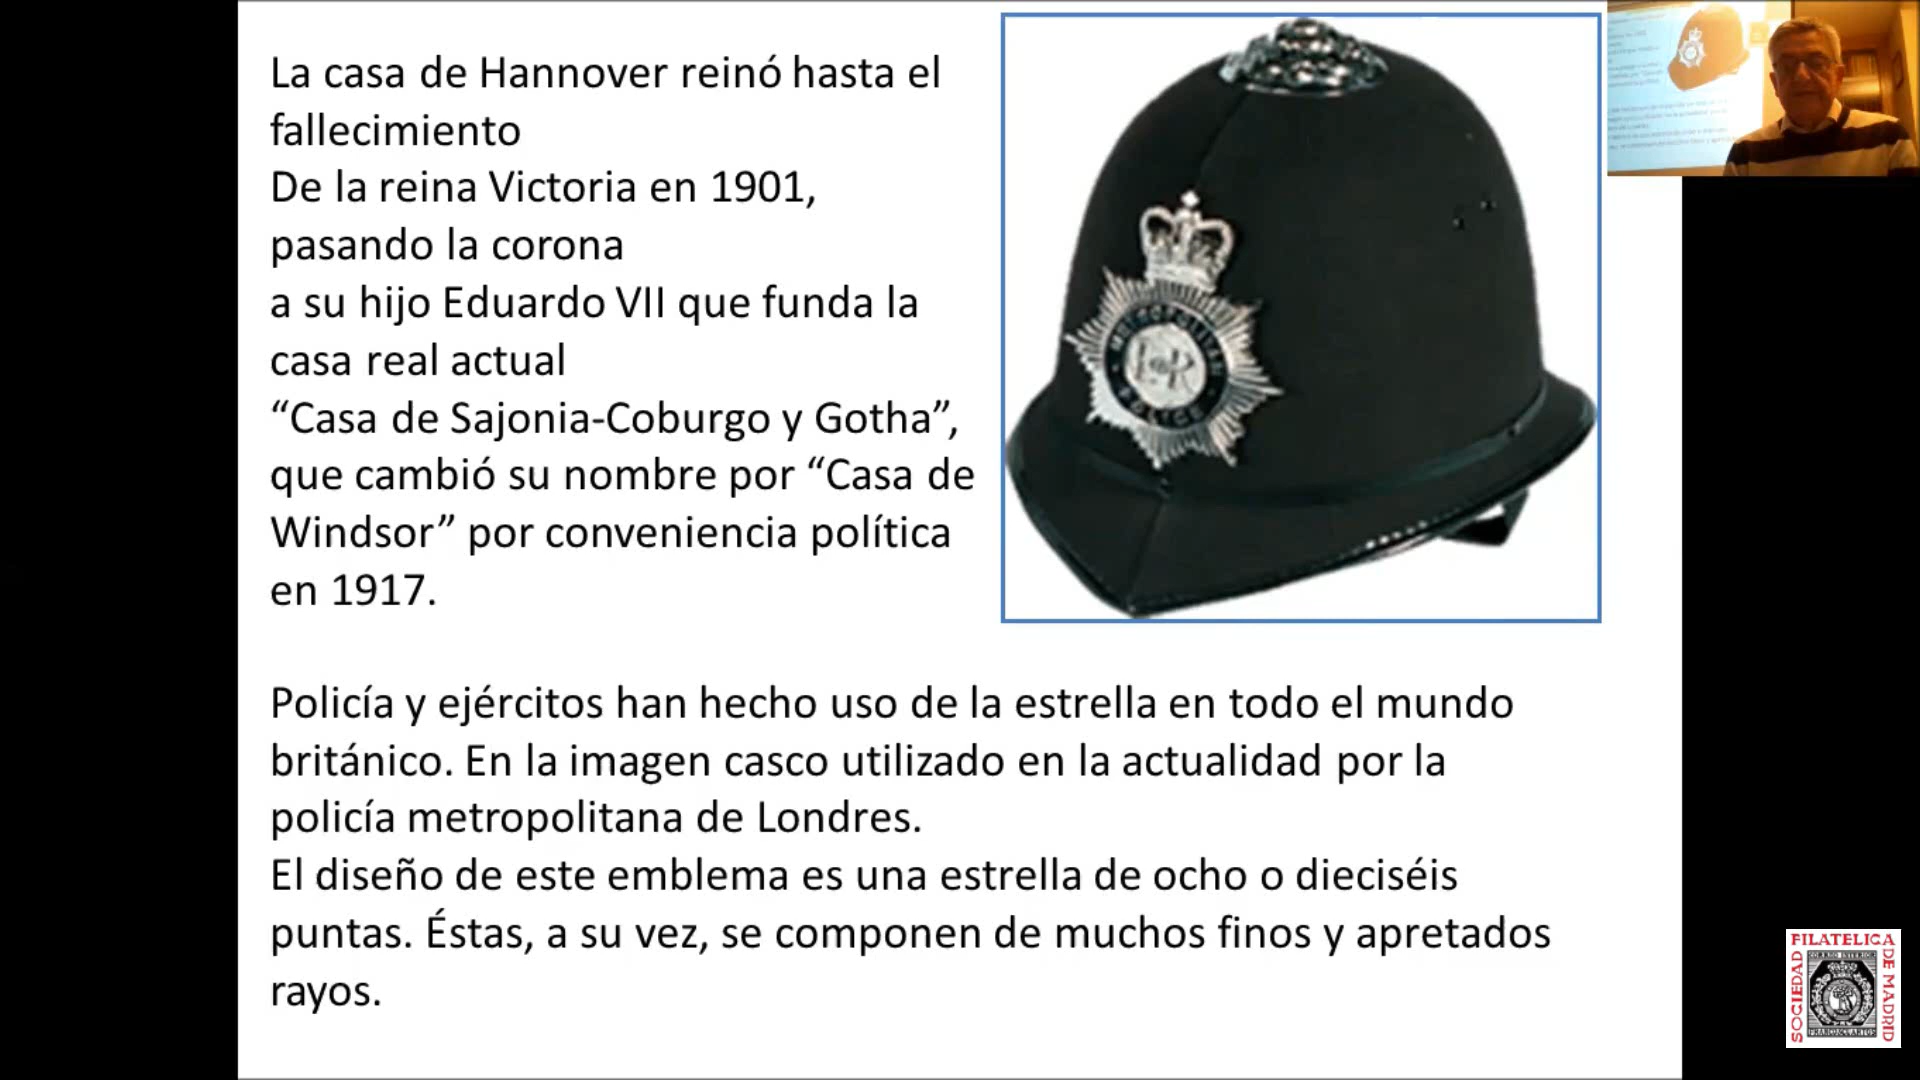 La casa de Hannover reinó hasta el
fallecimiento
De la reina Victoria en 1901,
pasando la corona
a su hijo Eduardo VII que funda la
casa real actual
“Casa de Sajonia-Coburgo y Gotha”,
que cambió su nombre por “Casa de
Windsor” por conveniencia política
en 1917.
METROPOLITAN
POLICE
Policía y ejércitos han hecho uso de la estrella en todo el mundo
británico. En la imagen casco utilizado en la actualidad por la
policía metropolitana de Londres.
El diseño de este emblema es una estrella de ocho o dieciséis
puntas. Éstas, a su vez, se componen de muchos finos y apretados
rayos.
SOCIEDAD
FILATELICA
DE MADRID